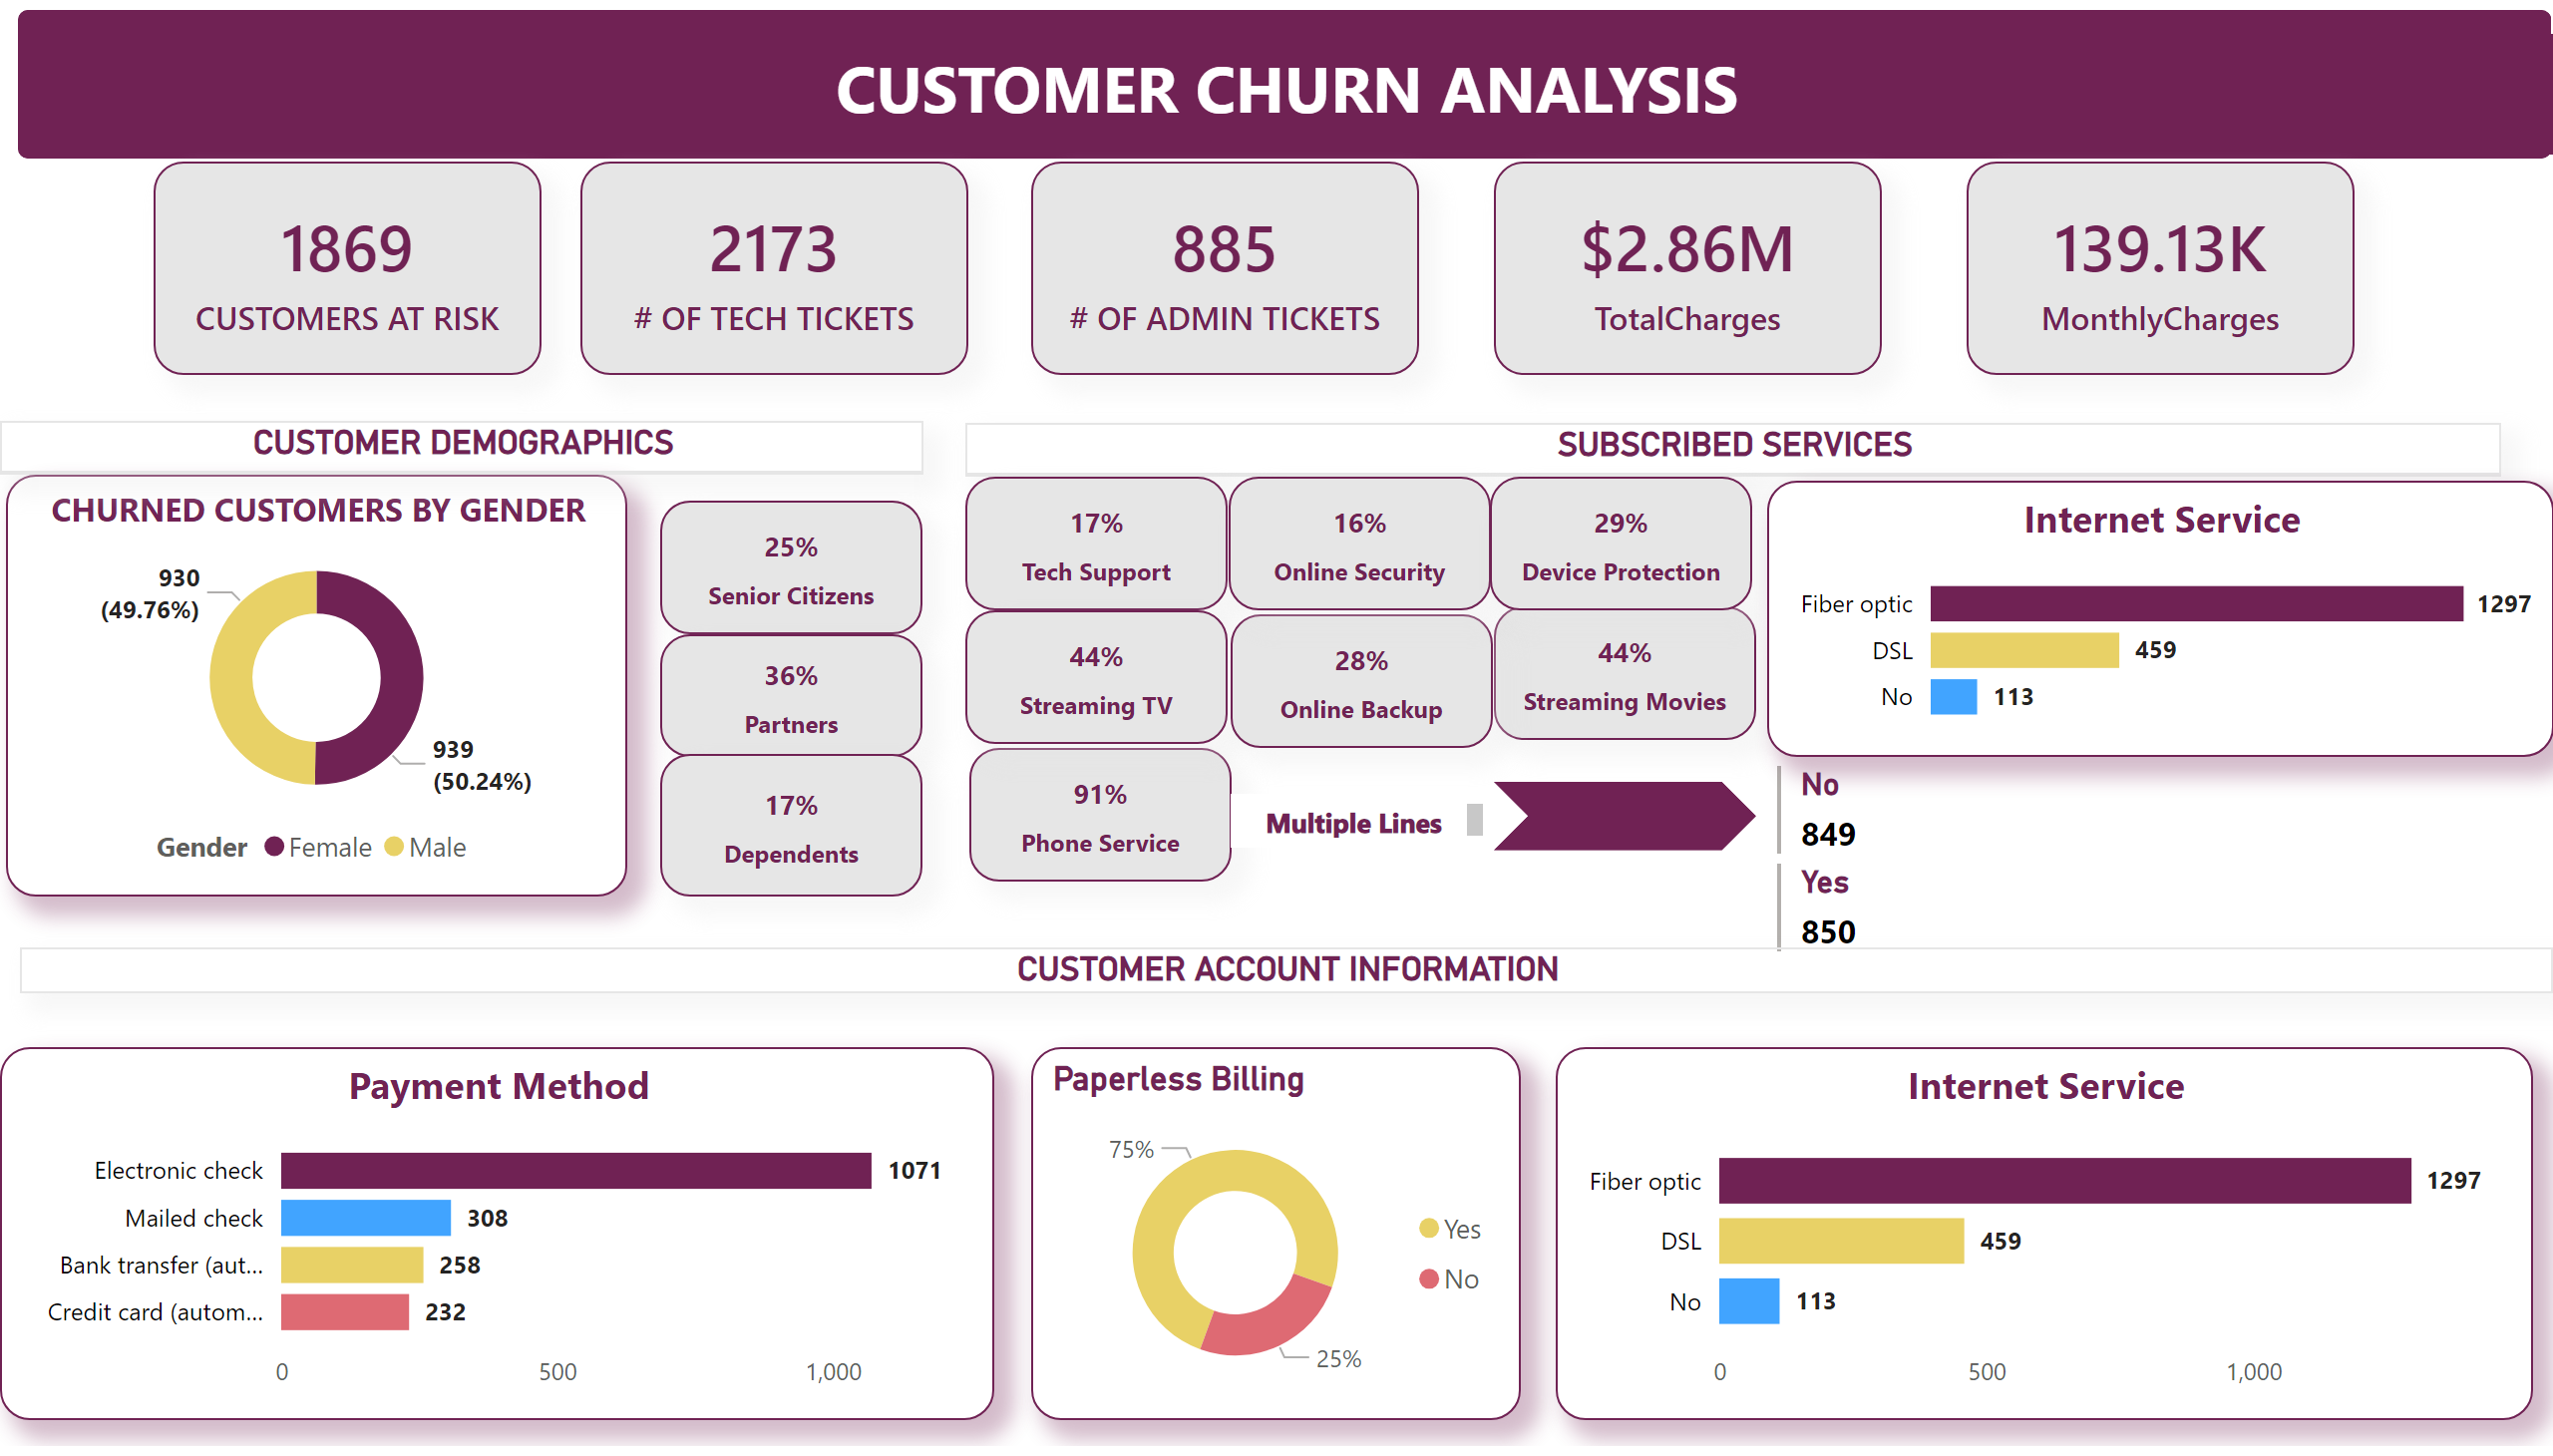 CUSTOMER CHURN ANALYSIS
1869
CUSTOMERS AT RISK
2173
# OF TECH TICKETS
885
# OF ADMIN TICKETS
$2.86M
TotalCharges
139.13K
MonthlyCharges
CUSTOMER DEMOGRAPHICS
CHURNED CUSTOMERS BY GENDER
930
(49.76%)
939
(50.24%)
Gender Female Male
25%
Senior Citizens
36%
Partners
17%
Dependents
SUBSCRIBED SERVICES
17%
Tech Support
16%
Online Security
29%
Device Protection
44%
Streaming TV
28%
Online Backup
44%
Streaming Movies
91%
Phone Service
Multiple Lines
No
849
Yes
850
Internet Service
Fiber optic 1297
DSL 459
No 113
CUSTOMER ACCOUNT INFORMATION
Payment Method
Electronic check 1071
Mailed check 308
Bank transfer (aut... 258
Credit card (autom... 232
0 500 1,000
Paperless Billing
75%
25%
Yes
No
Internet Service
Fiber optic 1297
DSL 459
No 113
0 500 1,000